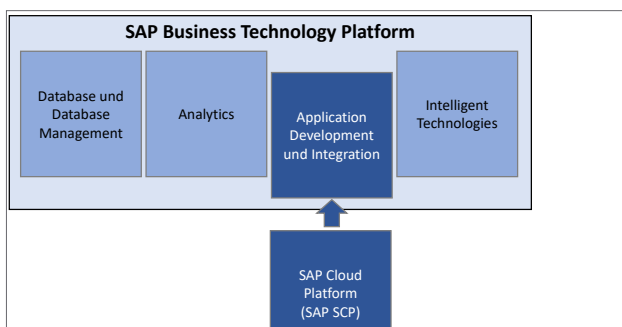 SAP Business Technology Platform
Database und
Database
Management
Analytics
Application
Development
und Integration
Intelligent
Technologies
SAP Cloud
Platform
(SAP SCP)